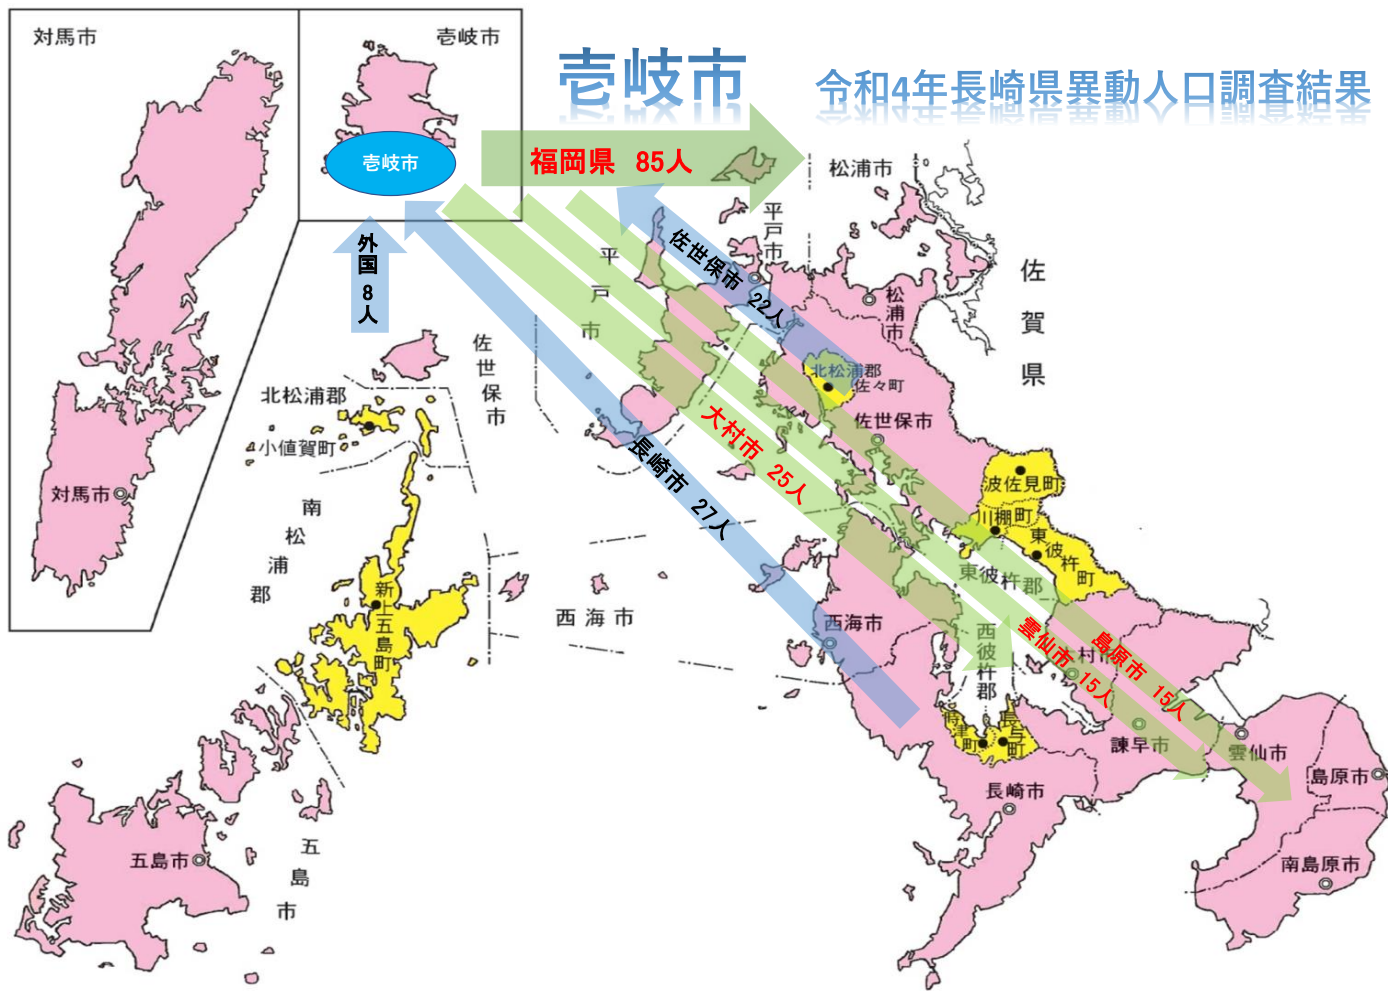 対馬市
壱岐市
壱岐市
令和4年長崎県異動人口調査結果
壱岐市
福岡県 85人
松浦市
平戸市
外国 8人
佐世保市 22人
平戸市
佐賀県
松浦市
佐世保市
北松浦郡
佐々町
北松浦郡
小値賀町
佐世保市
大村市 25人
長崎市 27人
対馬市
南松浦郡
波佐見町
川棚町
東彼杵町
東彼杵郡
新上五島町
西海市
西海市
西彼杵郡
雲仙市 15人
大村市
島原市 15人
時津町
長与町
諫早市
雲仙市
島原市
長崎市
五島市
五島市
南島原市